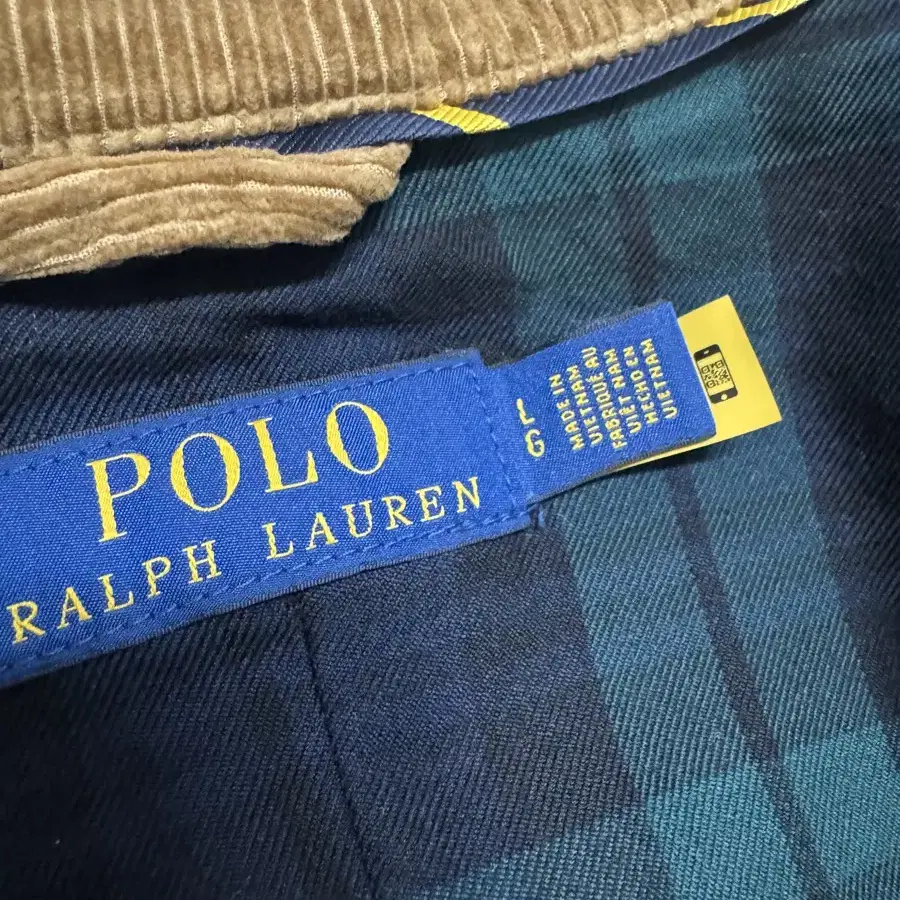 POLO
RALPH LAUREN
L
G
MADE IN
VIETNAM
FABRIQUÉ AU
VIET NAM
HECHO EN
VIETNAM